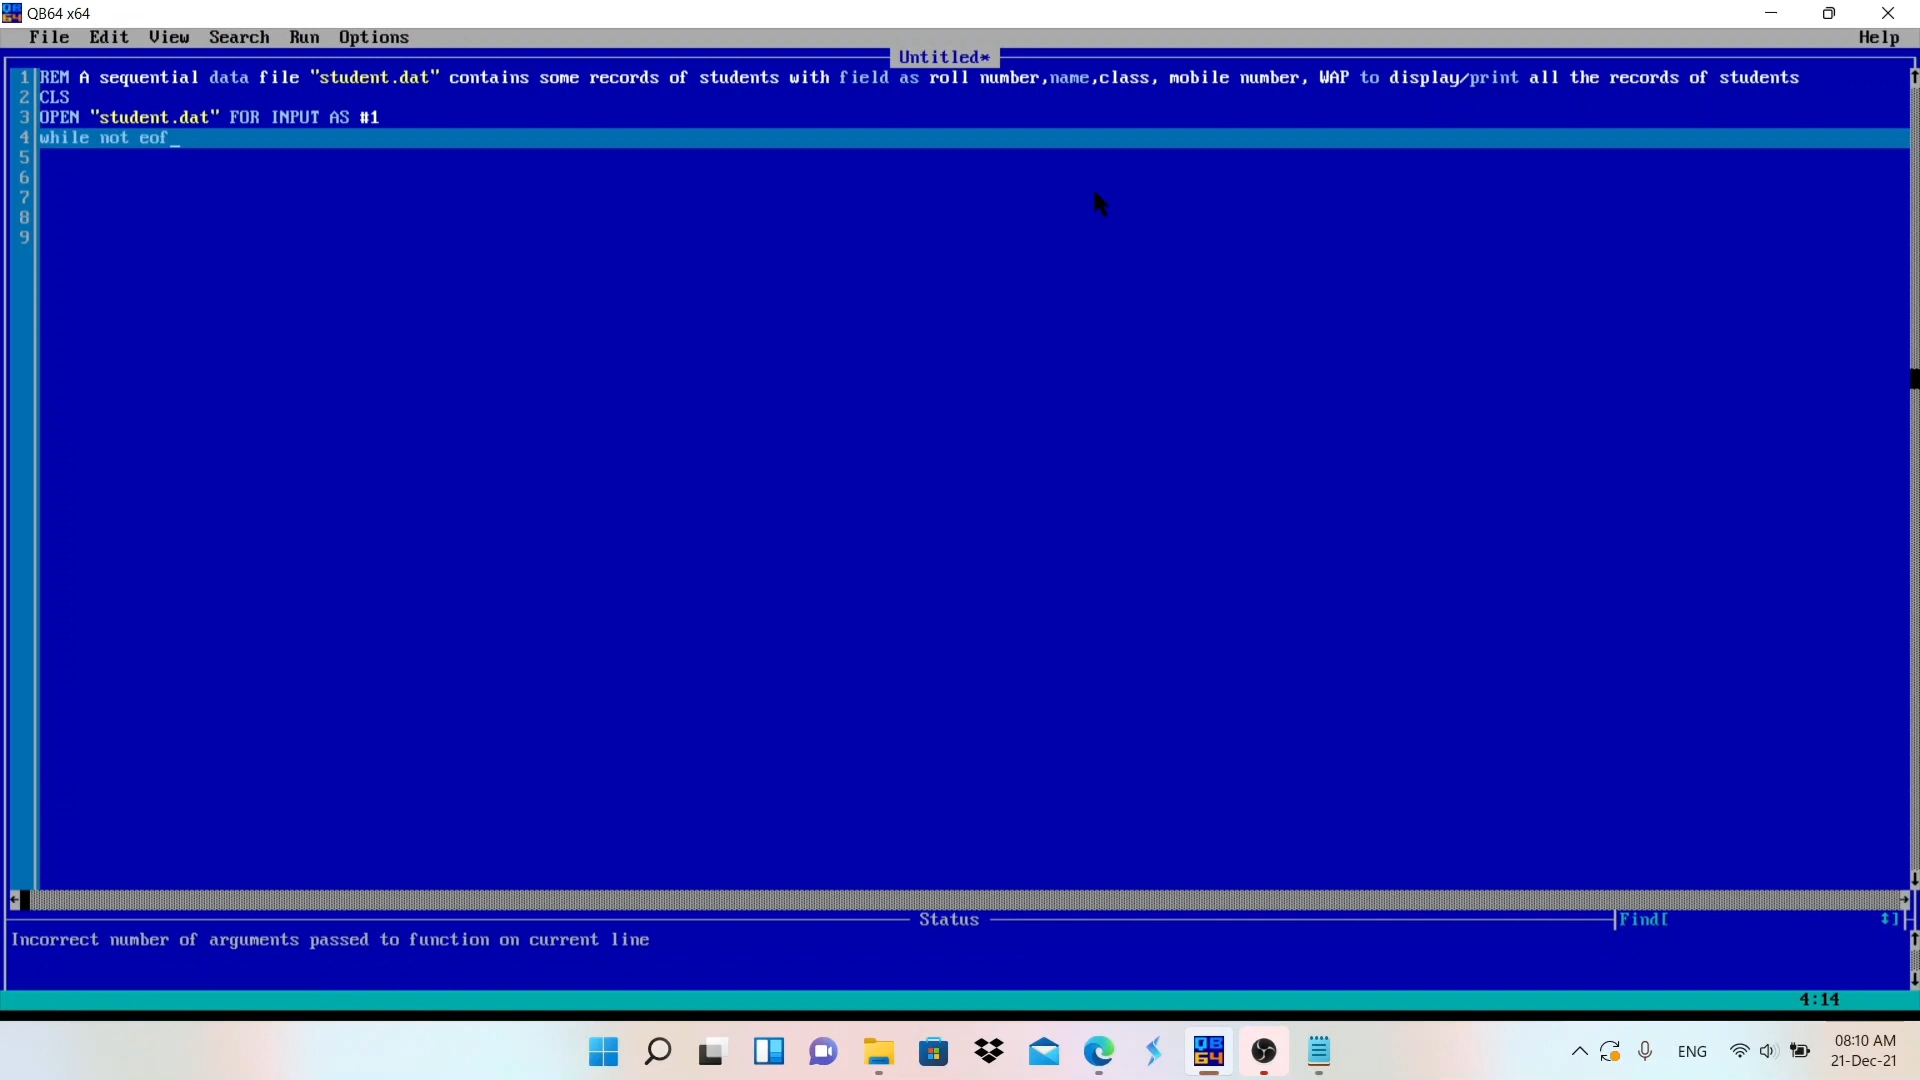 QB64 x64
File Edit View Search Run Options Help
Untitled*
1 REM A sequential data file "student.dat" contains some records of students with field as roll number,name,class, mobile number, WAP to display/print all the records of students
2 CLS
3 OPEN "student.dat" FOR INPUT AS #1
4 while not eof_
5
6
7
8
9
Status
Find[ ]
Incorrect number of arguments passed to function on current line
4:14
QB
64
ENG
08:10 AM
21-Dec-21